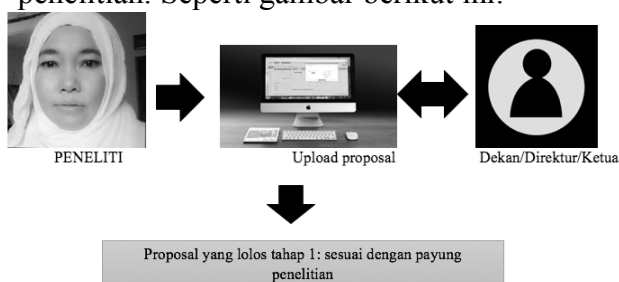 penelitian. Seperti gambar berikut ini.
PENELITI
Upload proposal
Dekan/Direktur/Ketua
Proposal yang lolos tahap 1: sesuai dengan payung
penelitian